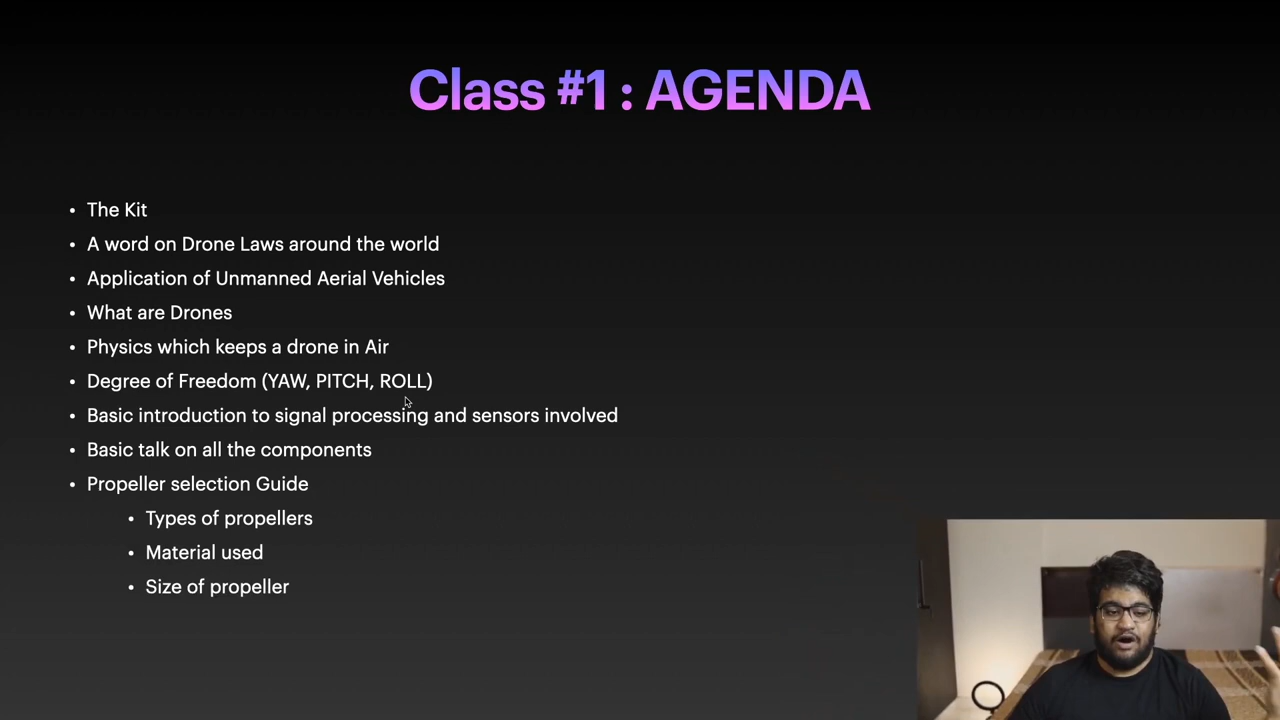 Class #1 : AGENDA
• The Kit
• A word on Drone Laws around the world
• Application of Unmanned Aerial Vehicles
• What are Drones
• Physics which keeps a drone in Air
• Degree of Freedom (YAW, PITCH, ROLL)
• Basic introduction to signal processing and sensors involved
• Basic talk on all the components
• Propeller selection Guide
• Types of propellers
• Material used
• Size of propeller